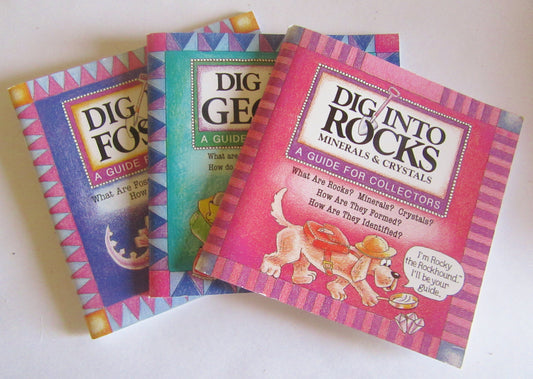 DIG
FOS
A GUIDE F
What Are Foss
How
DIG
GEO
A GUIDE
What are
How do
DIG INTO
ROCKS
MINERALS & CRYSTALS
A GUIDE FOR COLLECTORS
What Are Rocks? Minerals? Crystals?
How Are They Formed?
How Are They Identified?
I'm Rocky
the Rockhound.™
I'll be your
guide...